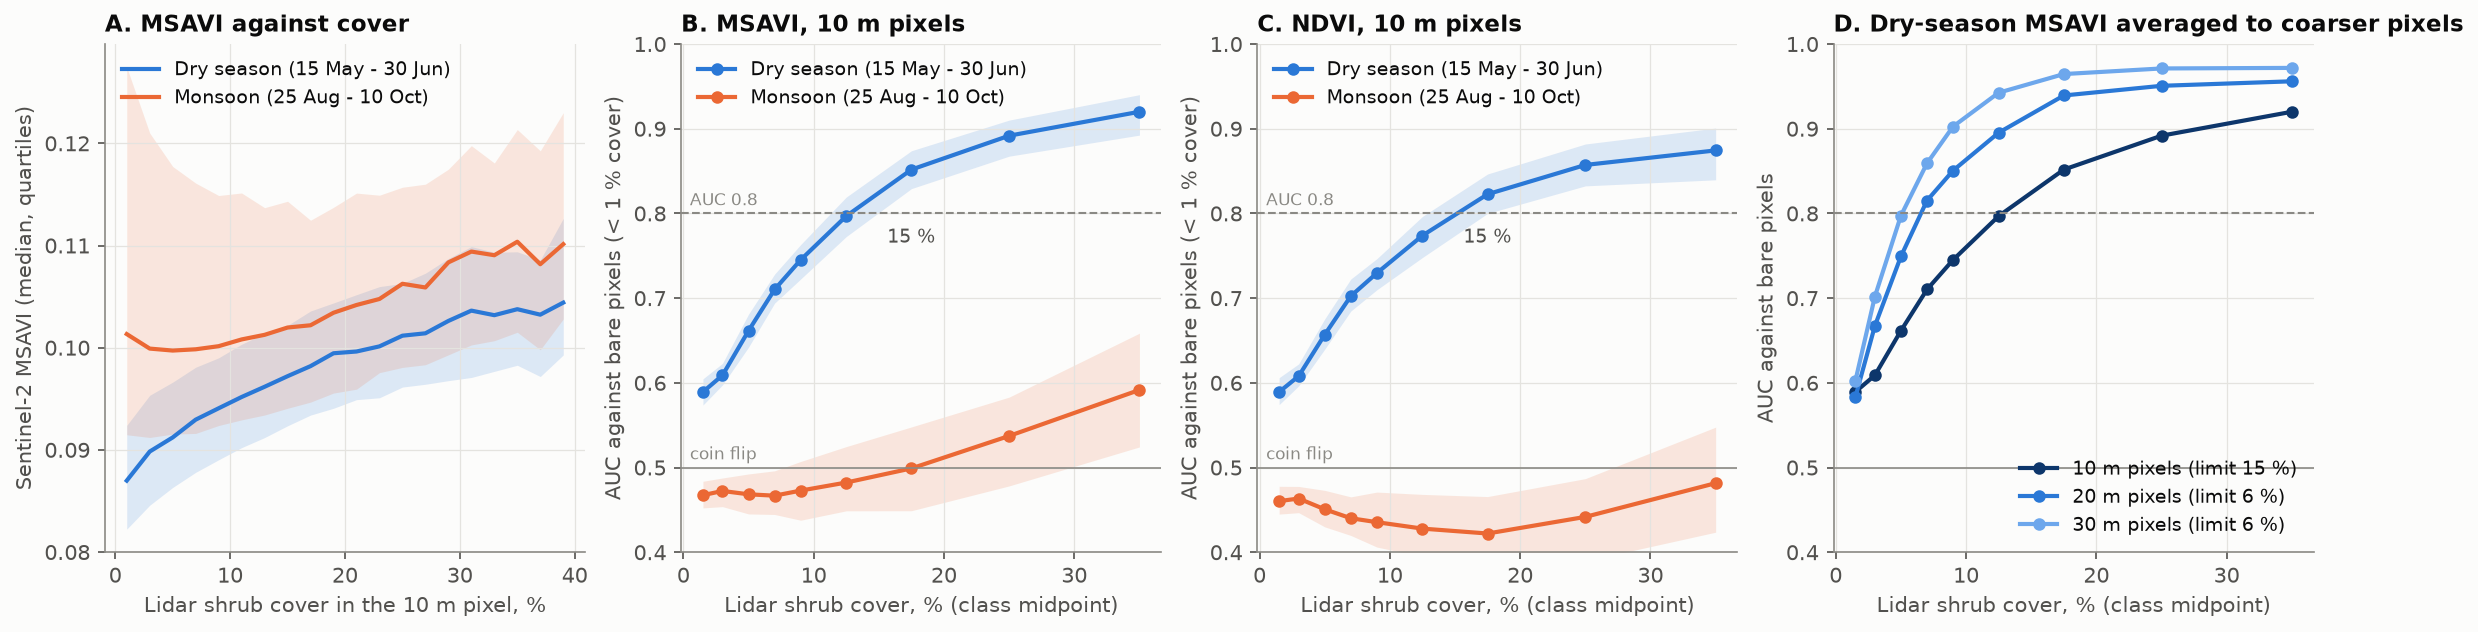 A. MSAVI against cover
Sentinel-2 MSAVI (median, quartiles)
Dry season (15 May - 30 Jun)
Monsoon (25 Aug - 10 Oct)
0.12
0.11
0.10
0.09
0.08
0 10 20 30 40
Lidar shrub cover in the 10 m pixel, %
B. MSAVI, 10 m pixels
AUC against bare pixels (< 1 % cover)
Dry season (15 May - 30 Jun)
Monsoon (25 Aug - 10 Oct)
1.0
0.9
0.8
0.7
0.6
0.5
0.4
AUC 0.8
15 %
coin flip
0 10 20 30
Lidar shrub cover, % (class midpoint)
C. NDVI, 10 m pixels
AUC against bare pixels (< 1 % cover)
Dry season (15 May - 30 Jun)
Monsoon (25 Aug - 10 Oct)
1.0
0.9
0.8
0.7
0.6
0.5
0.4
AUC 0.8
15 %
coin flip
0 10 20 30
Lidar shrub cover, % (class midpoint)
D. Dry-season MSAVI averaged to coarser pixels
AUC against bare pixels
1.0
0.9
0.8
0.7
0.6
0.5
0.4
10 m pixels (limit 15 %)
20 m pixels (limit 6 %)
30 m pixels (limit 6 %)
0 10 20 30
Lidar shrub cover, % (class midpoint)